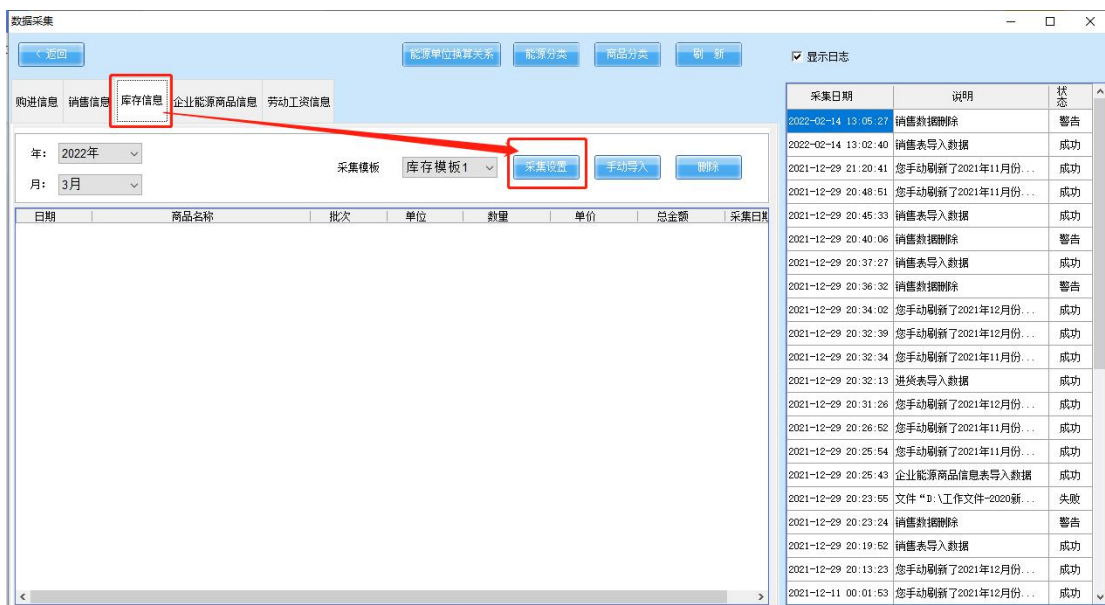 数据采集
< 返回
能源单位换算关系 能源分类 商品分类 刷 新
显示日志
购进信息 销售信息 库存信息 企业能源商品信息 劳动工资信息
年: 2022年
月: 3月
采集模板 库存模板1 采集设置 手动导入 删除
日期 商品名称 批次 单位 数量 单价 总金额 采集日期
采集日期 说明 状态
2022-02-14 13:05:27 销售数据删除 警告
2022-02-14 13:02:40 销售表导入数据 成功
2021-12-29 21:20:41 您手动刷新了2021年11月份... 成功
2021-12-29 20:48:51 您手动刷新了2021年11月份... 成功
2021-12-29 20:45:33 销售表导入数据 成功
2021-12-29 20:40:06 销售数据删除 警告
2021-12-29 20:37:27 销售表导入数据 成功
2021-12-29 20:36:32 销售数据删除 警告
2021-12-29 20:34:02 您手动刷新了2021年12月份... 成功
2021-12-29 20:32:39 您手动刷新了2021年12月份... 成功
2021-12-29 20:32:34 您手动刷新了2021年11月份... 成功
2021-12-29 20:32:13 进货表导入数据 成功
2021-12-29 20:31:26 您手动刷新了2021年12月份... 成功
2021-12-29 20:26:52 您手动刷新了2021年11月份... 成功
2021-12-29 20:25:54 您手动刷新了2021年11月份... 成功
2021-12-29 20:25:43 企业能源商品信息表导入数据 成功
2021-12-29 20:23:55 文件“D:\工作文件-2020新... 失败
2021-12-29 20:23:24 销售数据删除 警告
2021-12-29 20:19:52 销售表导入数据 成功
2021-12-29 20:13:23 您手动刷新了2021年12月份... 成功
2021-12-11 00:01:53 您手动刷新了2021年12月份... 成功